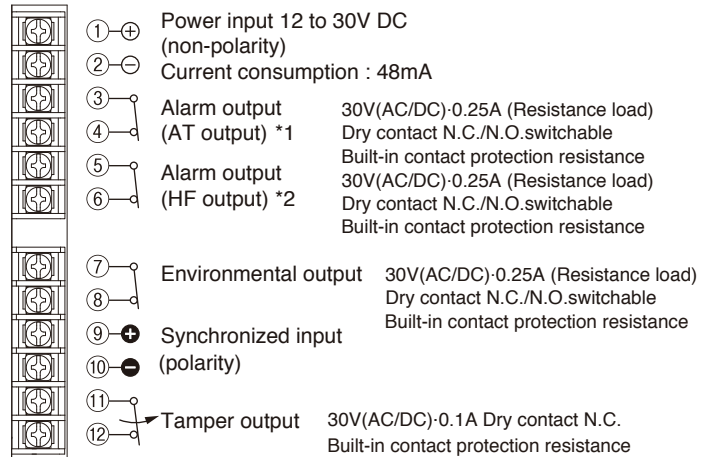 ① ⊕ Power input 12 to 30V DC
(non-polarity)
② ⊖ Current consumption : 48mA
③
Alarm output 30V(AC/DC)·0.25A (Resistance load)
④ (AT output) *1 Dry contact N.C./N.O.switchable
Built-in contact protection resistance
⑤
Alarm output 30V(AC/DC)·0.25A (Resistance load)
⑥ (HF output) *2 Dry contact N.C./N.O.switchable
Built-in contact protection resistance
⑦
Environmental output 30V(AC/DC)·0.25A (Resistance load)
⑧ Dry contact N.C./N.O.switchable
Built-in contact protection resistance
⑨ + Synchronized input
⑩ − (polarity)
⑪
Tamper output 30V(AC/DC)·0.1A Dry contact N.C.
⑫ Built-in contact protection resistance